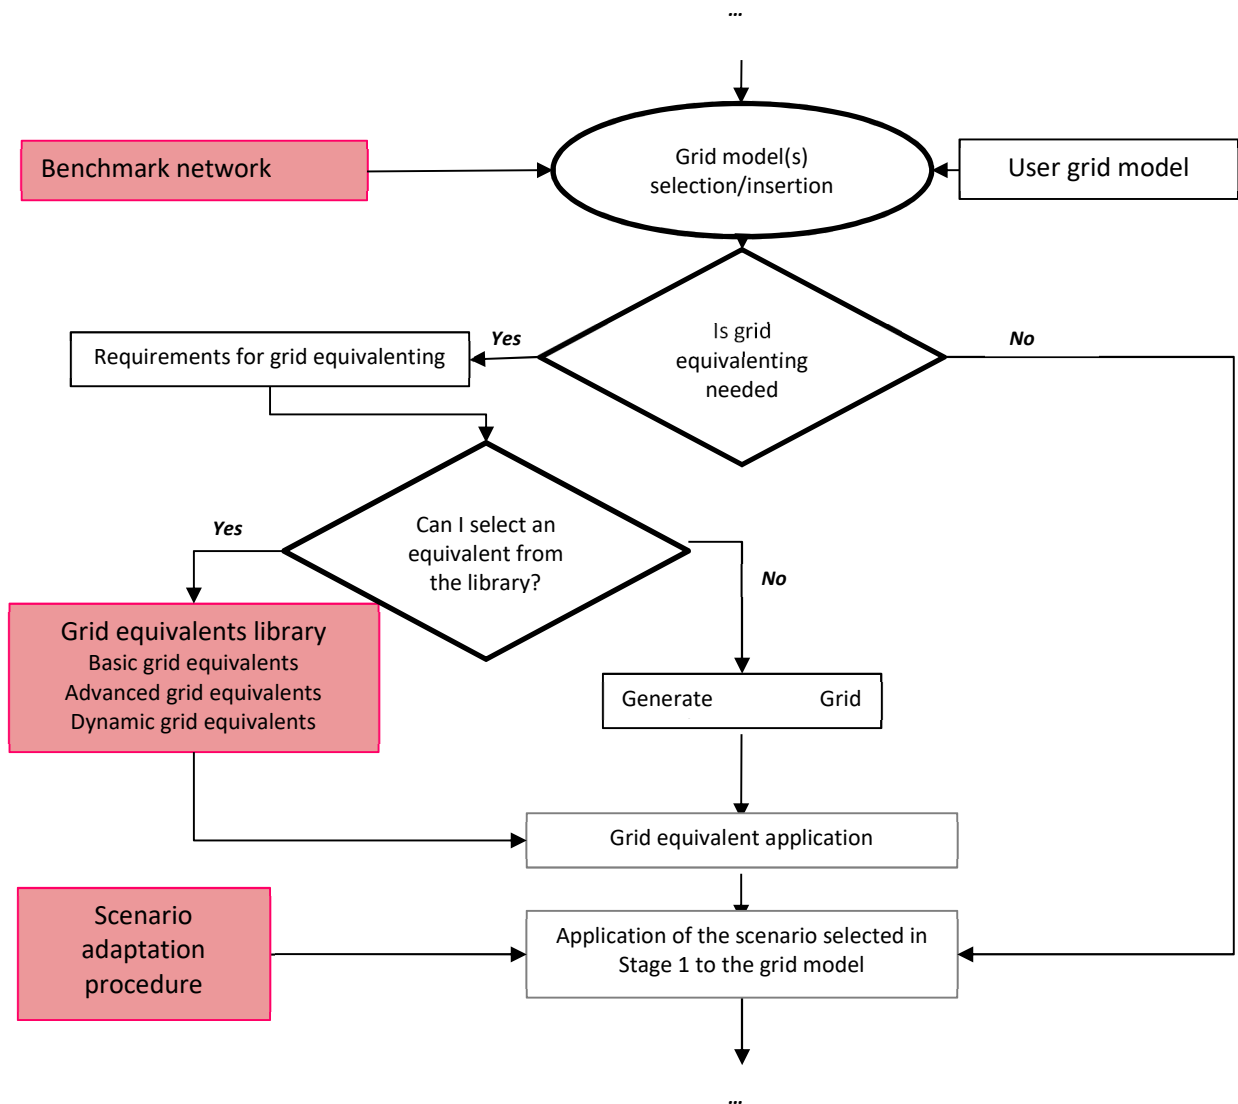 ...
Benchmark network
Grid model(s)
selection/insertion
User grid model
Is grid
equivalenting
needed
Yes
No
Requirements for grid equivalenting
Can I select an
equivalent from
the library?
Yes
No
Grid equivalents library
Basic grid equivalents
Advanced grid equivalents
Dynamic grid equivalents
Generate Grid
Grid equivalent application
Scenario
adaptation
procedure
Application of the scenario selected in
Stage 1 to the grid model
...